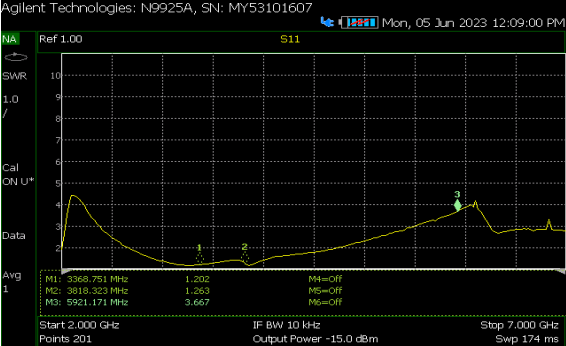 Agilent Technologies: N9925A, SN: MY53101607
Mon, 05 Jun 2023 12:09:00 PM
NA Ref 1.00 S11
SWR
1.0
/
Cal
ON U*
Data
Avg
1
10
9
8
7
6
5
4
3
2
1 2 3
M1: 3368.751 MHz 1.202 M4=Off
M2: 3818.323 MHz 1.263 M5=Off
M3: 5921.171 MHz 3.667 M6=Off
Start 2.000 GHz IF BW 10 kHz Stop 7.000 GHz
Points 201 Output Power -15.0 dBm Swp 174 ms